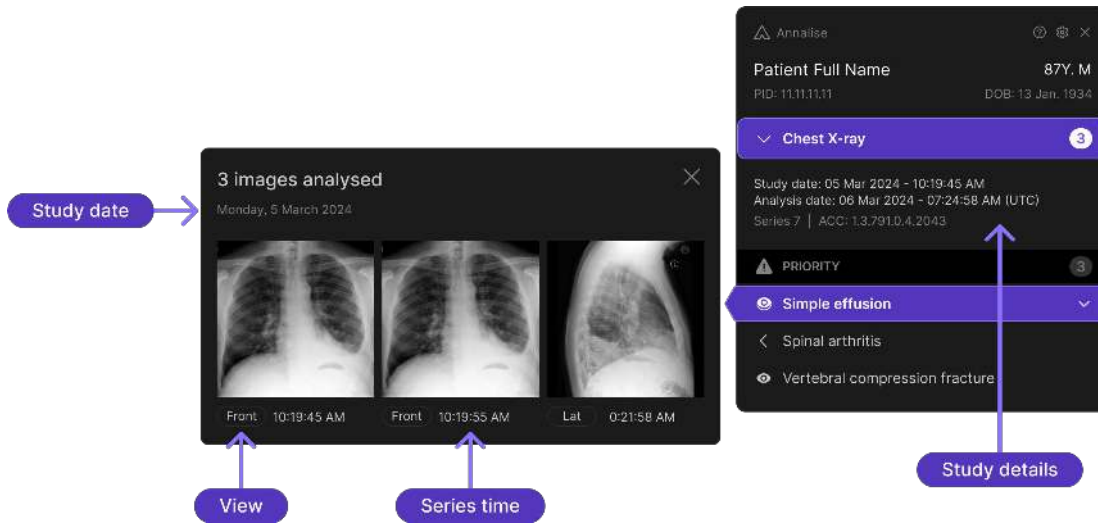 Annalise
Patient Full Name 87Y. M
PID: 11.11.11.11 DOB: 13 Jan. 1934
Chest X-ray 3
3 images analysed
Study date: 05 Mar 2024 - 10:19:45 AM
Analysis date: 06 Mar 2024 - 07:24:58 AM (UTC)
Study date
Monday, 5 March 2024
Series 7 | ACC: 1.3.791.0.4.2043
PRIORITY 3
Simple effusion
Spinal arthritis
Vertebral compression fracture
Front 10:19:45 AM Front 10:19:55 AM Lat 0:21:58 AM
Study details
View Series time